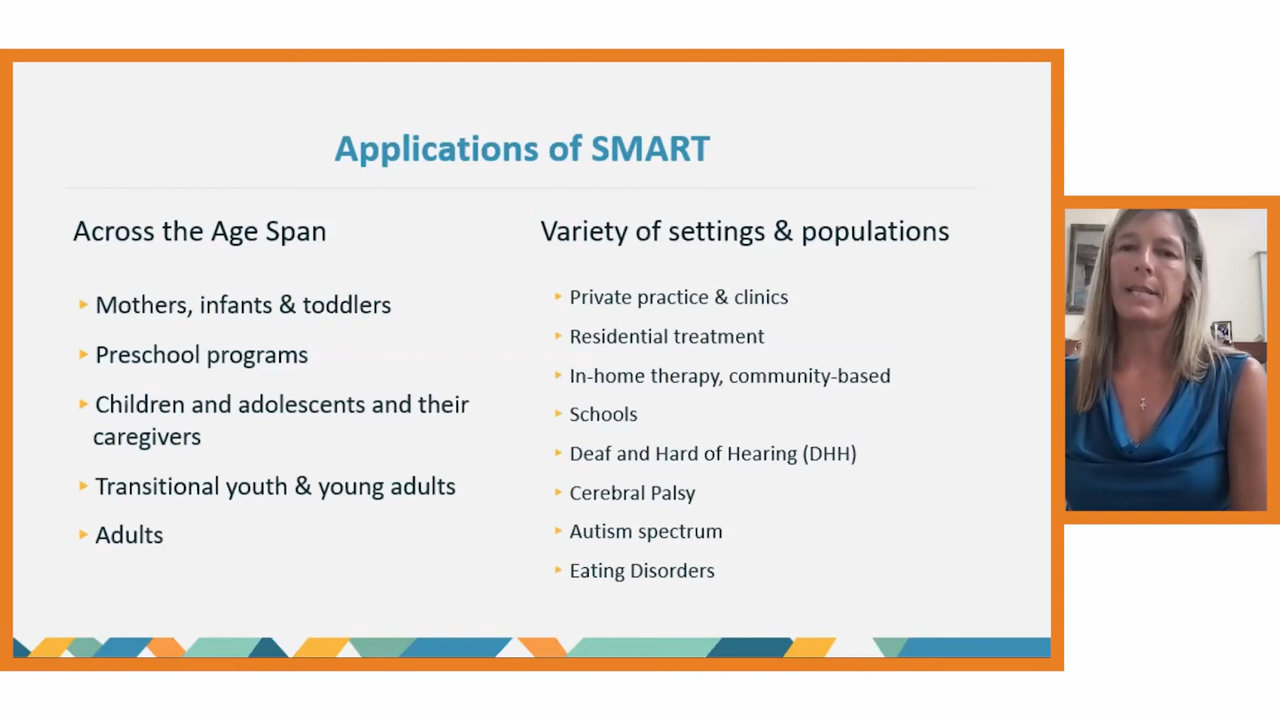 Applications of SMART
Across the Age Span
Mothers, infants & toddlers
Preschool programs
Children and adolescents and their
caregivers
Transitional youth & young adults
Adults
Variety of settings & populations
Private practice & clinics
Residential treatment
In-home therapy, community-based
Schools
Deaf and Hard of Hearing (DHH)
Cerebral Palsy
Autism spectrum
Eating Disorders